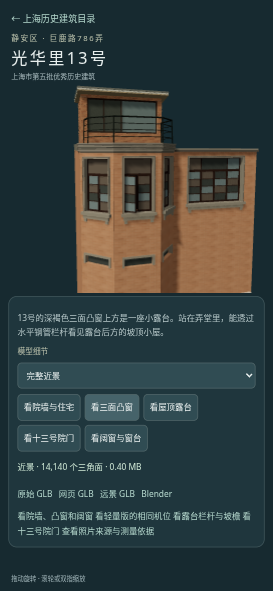 ← 上海历史建筑目录
静安区 · 巨鹿路786弄
光华里13号
上海市第五批优秀历史建筑
13号的深褐色三面凸窗上方是一座小露台。站在弄堂里，能透过
水平钢管栏杆看见露台后方的坡顶小屋。
模型细节
完整近景
看院墙与住宅
看三面凸窗
看屋顶露台
看十三号院门
看阔窗与窗台
近景 · 14,140 个三角面 · 0.40 MB
原始 GLB 网页 GLB 远景 GLB Blender
看院墙、凸窗和阔窗 看轻量版的相同机位 看露台栏杆与坡檐 看
十三号院门 查看照片来源与测量依据
拖动旋转 · 滚轮或双指缩放